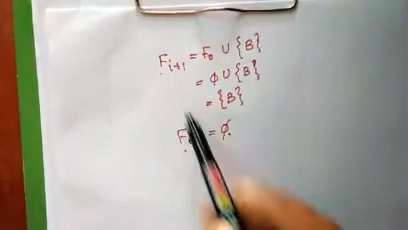 F_{i+1} = F_0 ∪ {B}
= ϕ ∪ {B}
= {B}
F = ϕ